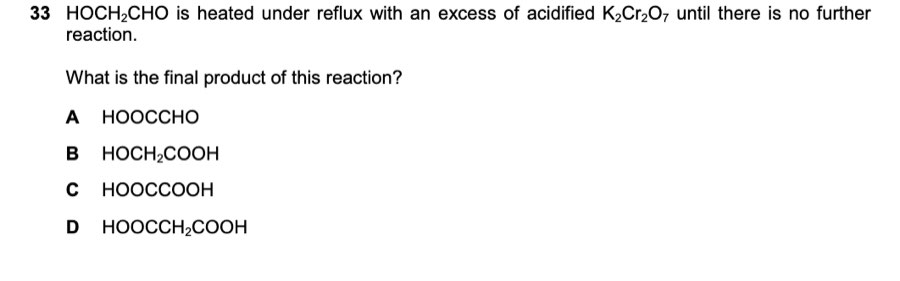 33 HOCH₂CHO is heated under reflux with an excess of acidified K₂Cr₂O₇ until there is no further
reaction.
What is the final product of this reaction?
A HOOCCHO
B HOCH₂COOH
C HOOCCOOH
D HOOCCH₂COOH